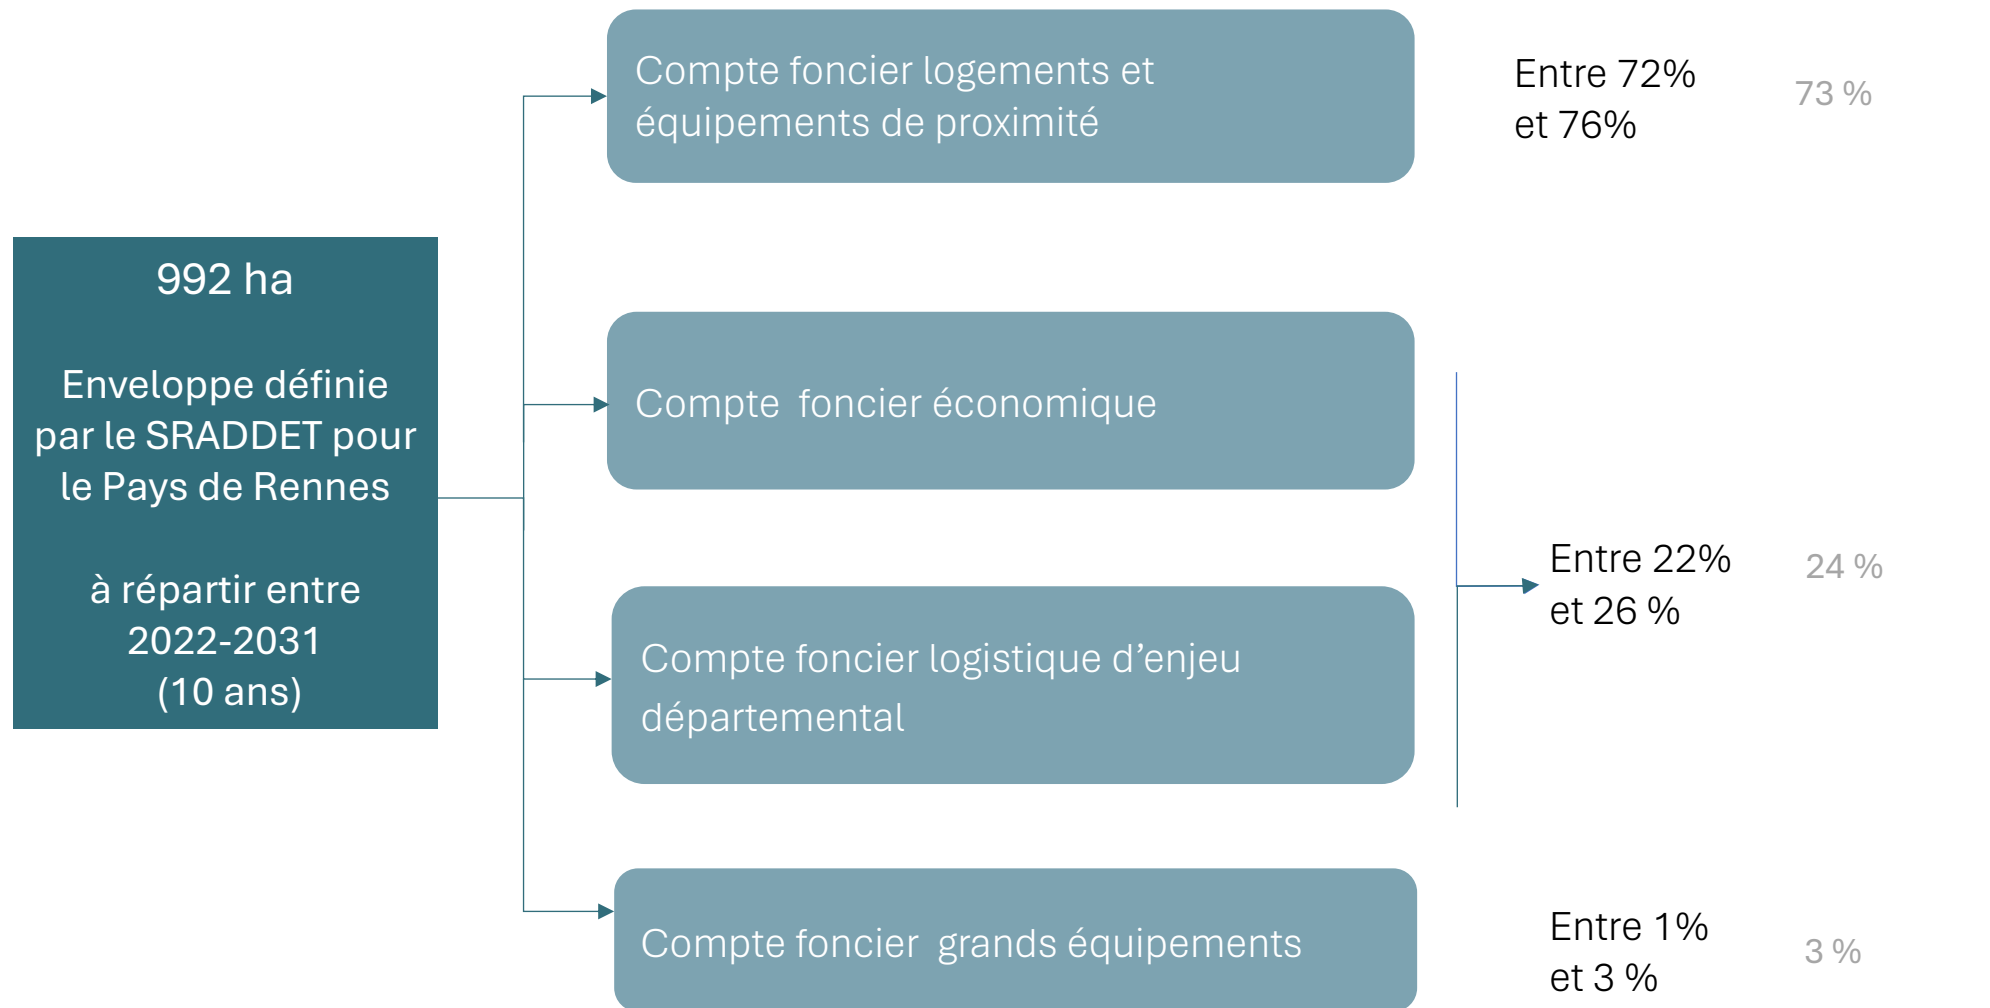 992 ha
Enveloppe définie
par le SRADDET pour
le Pays de Rennes
à répartir entre
2022-2031
(10 ans)
Compte foncier logements et
équipements de proximité
Entre 72%
et 76%
73 %
Compte  foncier économique
Compte foncier logistique d’enjeu
départemental
Entre 22%
et 26 %
24 %
Compte foncier  grands équipements
Entre 1%
et 3 %
3 %